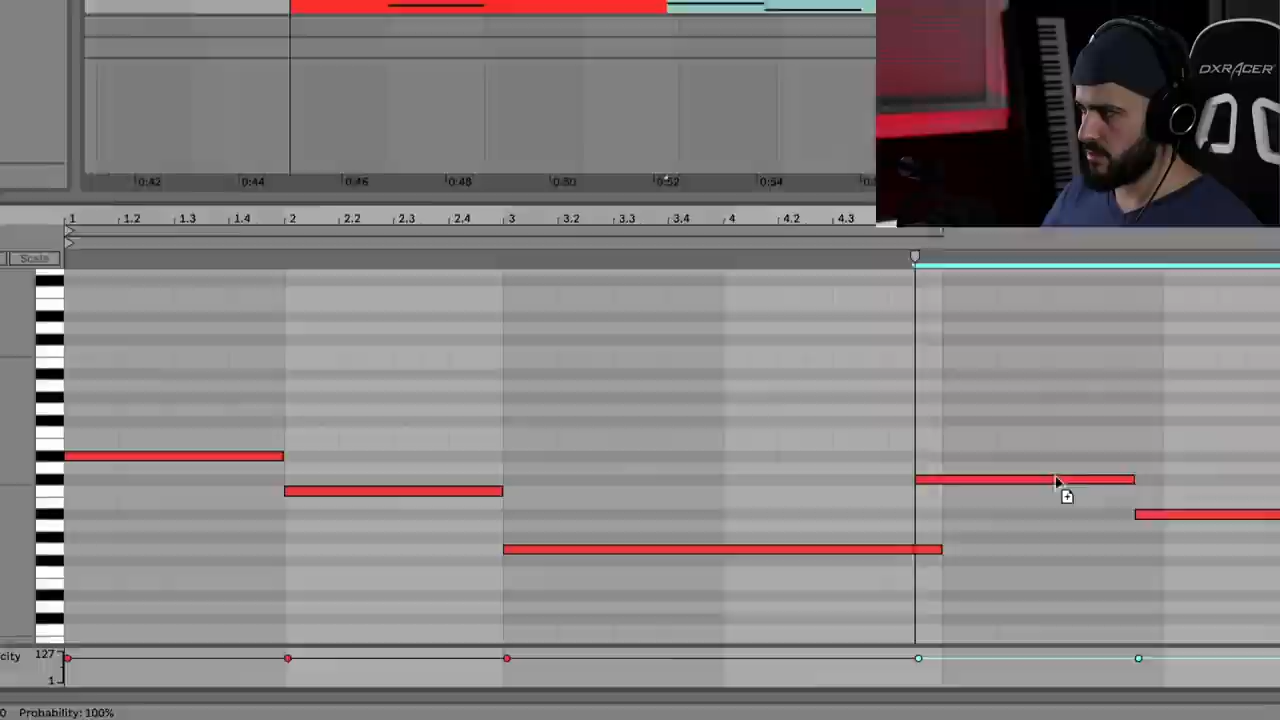 DXRACER
0:42 0:44 0:46 0:48 0:50 0:52 0:54
1 1.2 1.3 1.4 2 2.2 2.3 2.4 3 3.2 3.3 3.4 4 4.2 4.3
Scale
city 127
1
0 Probability: 100%